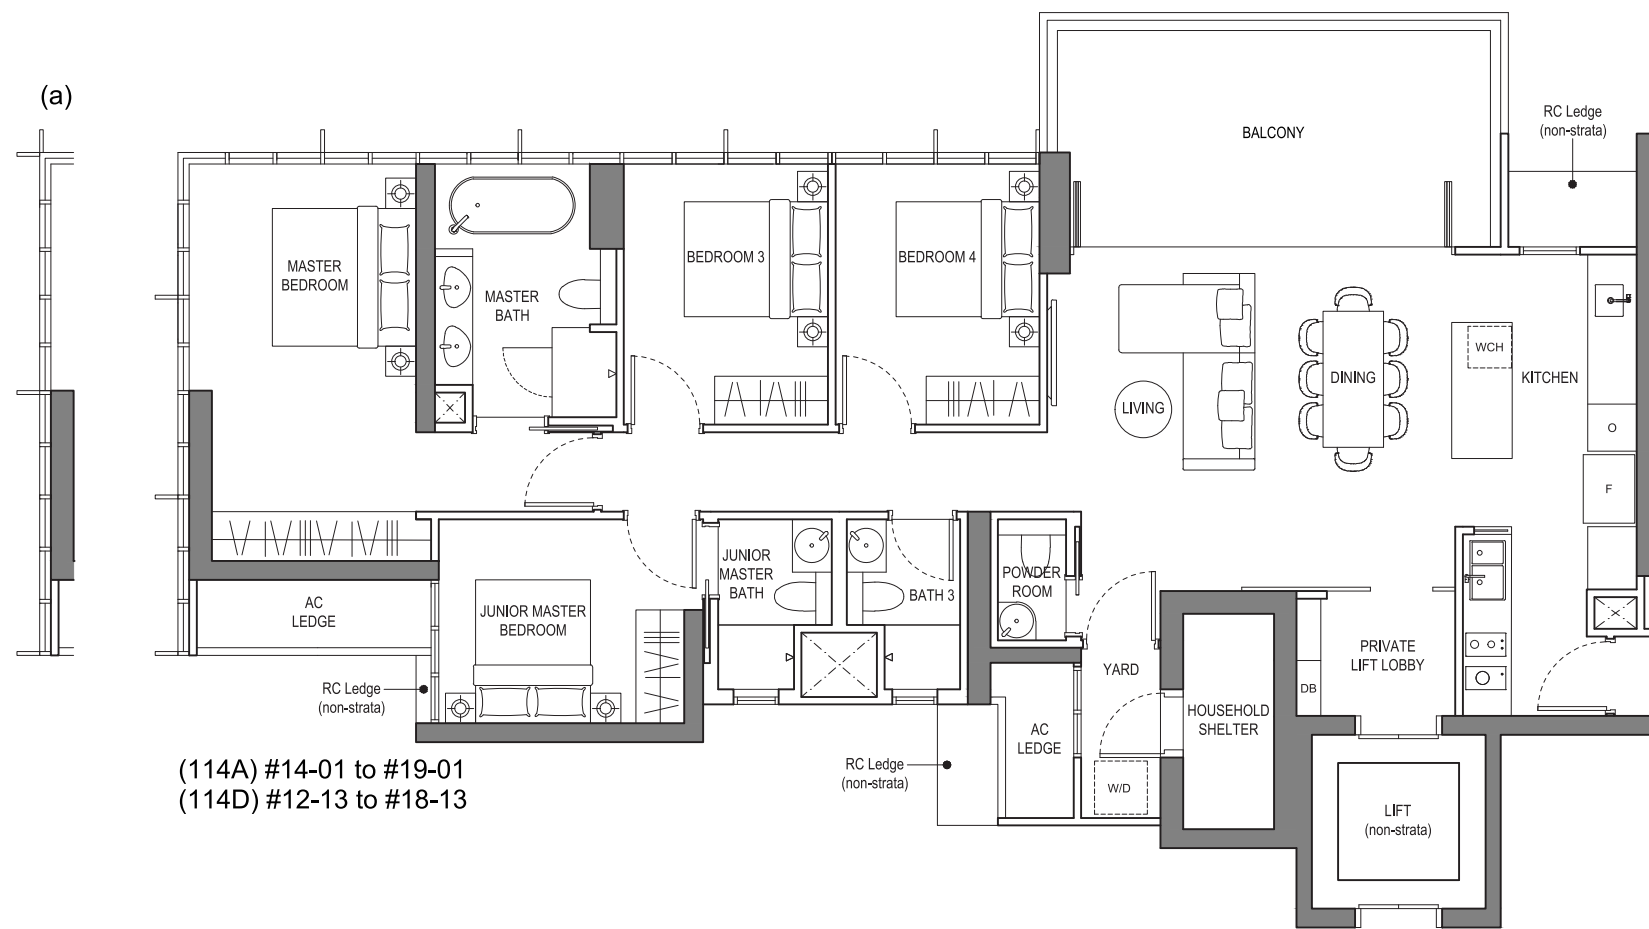 (a)
BALCONY
RC Ledge
(non-strata)
MASTER
BEDROOM
MASTER
BATH
BEDROOM 3
BEDROOM 4
LIVING
DINING
WCH
KITCHEN
O
F
AC
LEDGE
JUNIOR MASTER
BEDROOM
JUNIOR
MASTER
BATH
BATH 3
POWDER
ROOM
YARD
PRIVATE
LIFT LOBBY
DB
HOUSEHOLD
SHELTER
RC Ledge
(non-strata)
AC
LEDGE
RC Ledge
(non-strata)
W/D
LIFT
(non-strata)
(114A) #14-01 to #19-01
(114D) #12-13 to #18-13